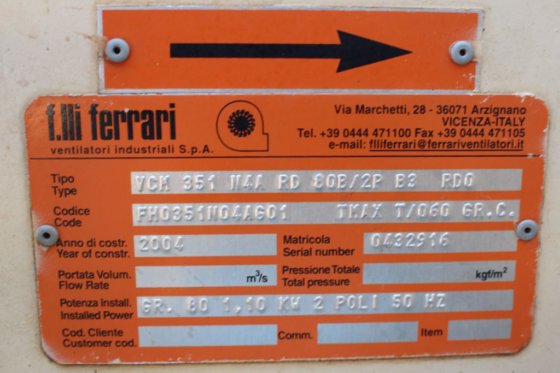 f.lli ferrari
ventilatori industriali S.p.A.
Via Marchetti, 28 - 36071 Arzignano
VICENZA-ITALY
Tel. +39 0444 471100 Fax +39 0444 471105
e-mail: flliferrari@ferrariventilatori.it
Tipo
Type
VCM 351 N4A RD 80B/2P B3 RD0
Codice
Code
FH0351N04AG01 TMAX T/060 GR.C.
Anno di costr.
Year of constr.
2004
Matricola
Serial number
0432916
Portata Volum.
Flow Rate
m³/s
Pressione Totale
Total pressure
kgf/m²
Potenza Install.
Installed Power
GR. 80 1,10 KW 2 POLI 50 HZ
Cod. Cliente
Customer cod.
Comm.
Item